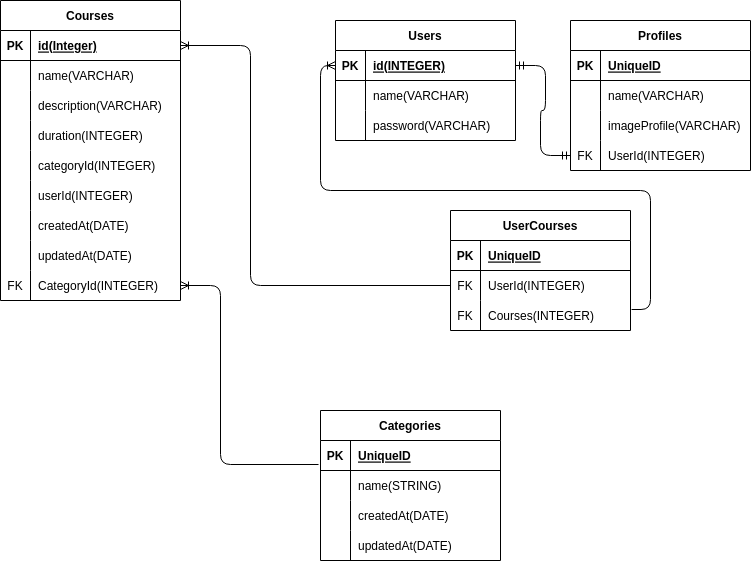 Courses
PK id(Integer)
name(VARCHAR)
description(VARCHAR)
duration(INTEGER)
categoryId(INTEGER)
userId(INTEGER)
createdAt(DATE)
updatedAt(DATE)
FK CategoryId(INTEGER)
Users
PK id(INTEGER)
name(VARCHAR)
password(VARCHAR)
Profiles
PK UniqueID
name(VARCHAR)
imageProfile(VARCHAR)
FK UserId(INTEGER)
UserCourses
PK UniqueID
FK UserId(INTEGER)
FK Courses(INTEGER)
Categories
PK UniqueID
name(STRING)
createdAt(DATE)
updatedAt(DATE)